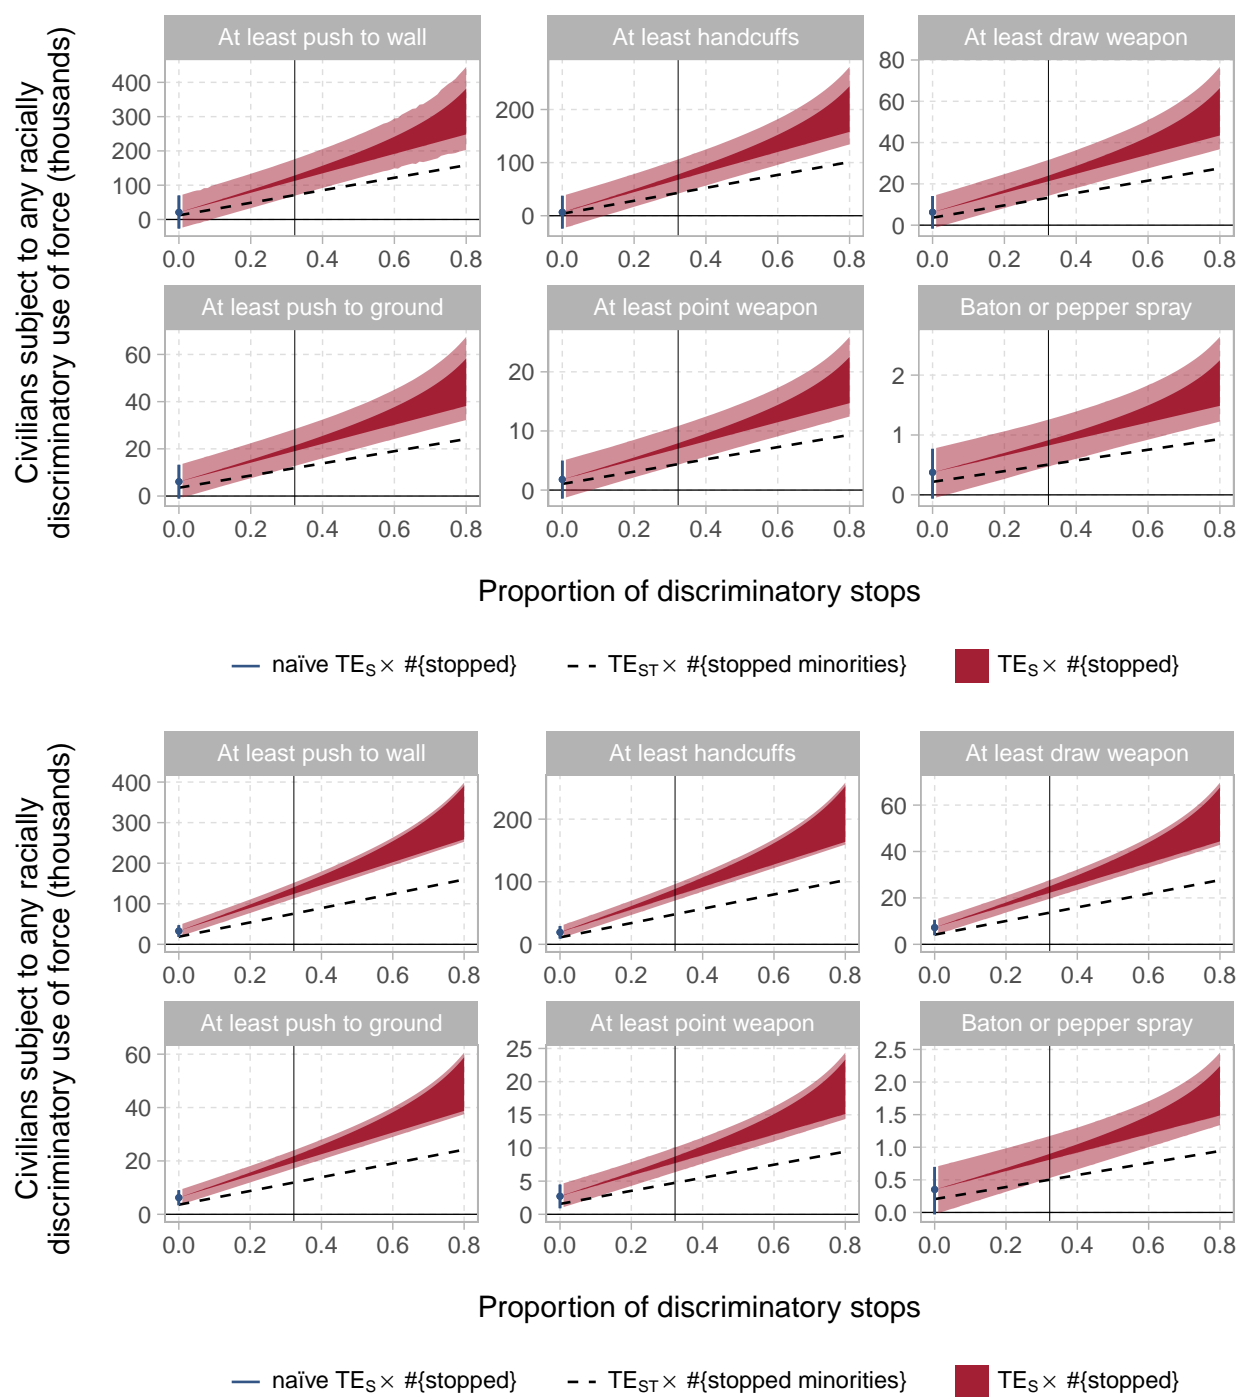 Civilians subject to any racially
discriminatory use of force (thousands)
At least push to wall
At least handcuffs
At least draw weapon
400
300
200
100
0
200
100
0
80
60
40
20
0
0.0 0.2 0.4 0.6 0.8
0.0 0.2 0.4 0.6 0.8
0.0 0.2 0.4 0.6 0.8
At least push to ground
At least point weapon
Baton or pepper spray
60
40
20
0
20
10
0
2
1
0
0.0 0.2 0.4 0.6 0.8
0.0 0.2 0.4 0.6 0.8
0.0 0.2 0.4 0.6 0.8
Proportion of discriminatory stops
naïve TES × #{stopped}
TEST × #{stopped minorities}
TES × #{stopped}
Civilians subject to any racially
discriminatory use of force (thousands)
At least push to wall
At least handcuffs
At least draw weapon
400
300
200
100
0
200
100
0
60
40
20
0
0.0 0.2 0.4 0.6 0.8
0.0 0.2 0.4 0.6 0.8
0.0 0.2 0.4 0.6 0.8
At least push to ground
At least point weapon
Baton or pepper spray
60
40
20
0
25
20
15
10
5
0
2.5
2.0
1.5
1.0
0.5
0.0
0.0 0.2 0.4 0.6 0.8
0.0 0.2 0.4 0.6 0.8
0.0 0.2 0.4 0.6 0.8
Proportion of discriminatory stops
naïve TES × #{stopped}
TEST × #{stopped minorities}
TES × #{stopped}